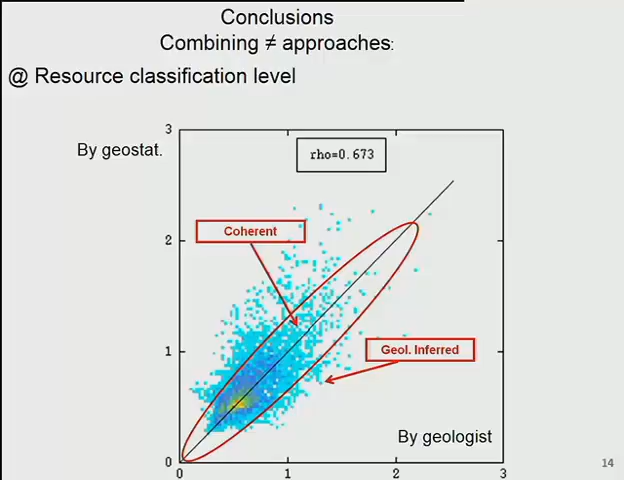 Conclusions
Combining ≠ approaches:
@ Resource classification level
3
By geostat.
rho=0.673
Coherent
2
Geol. Inferred
1
By geologist
0
0 1 2 3
14